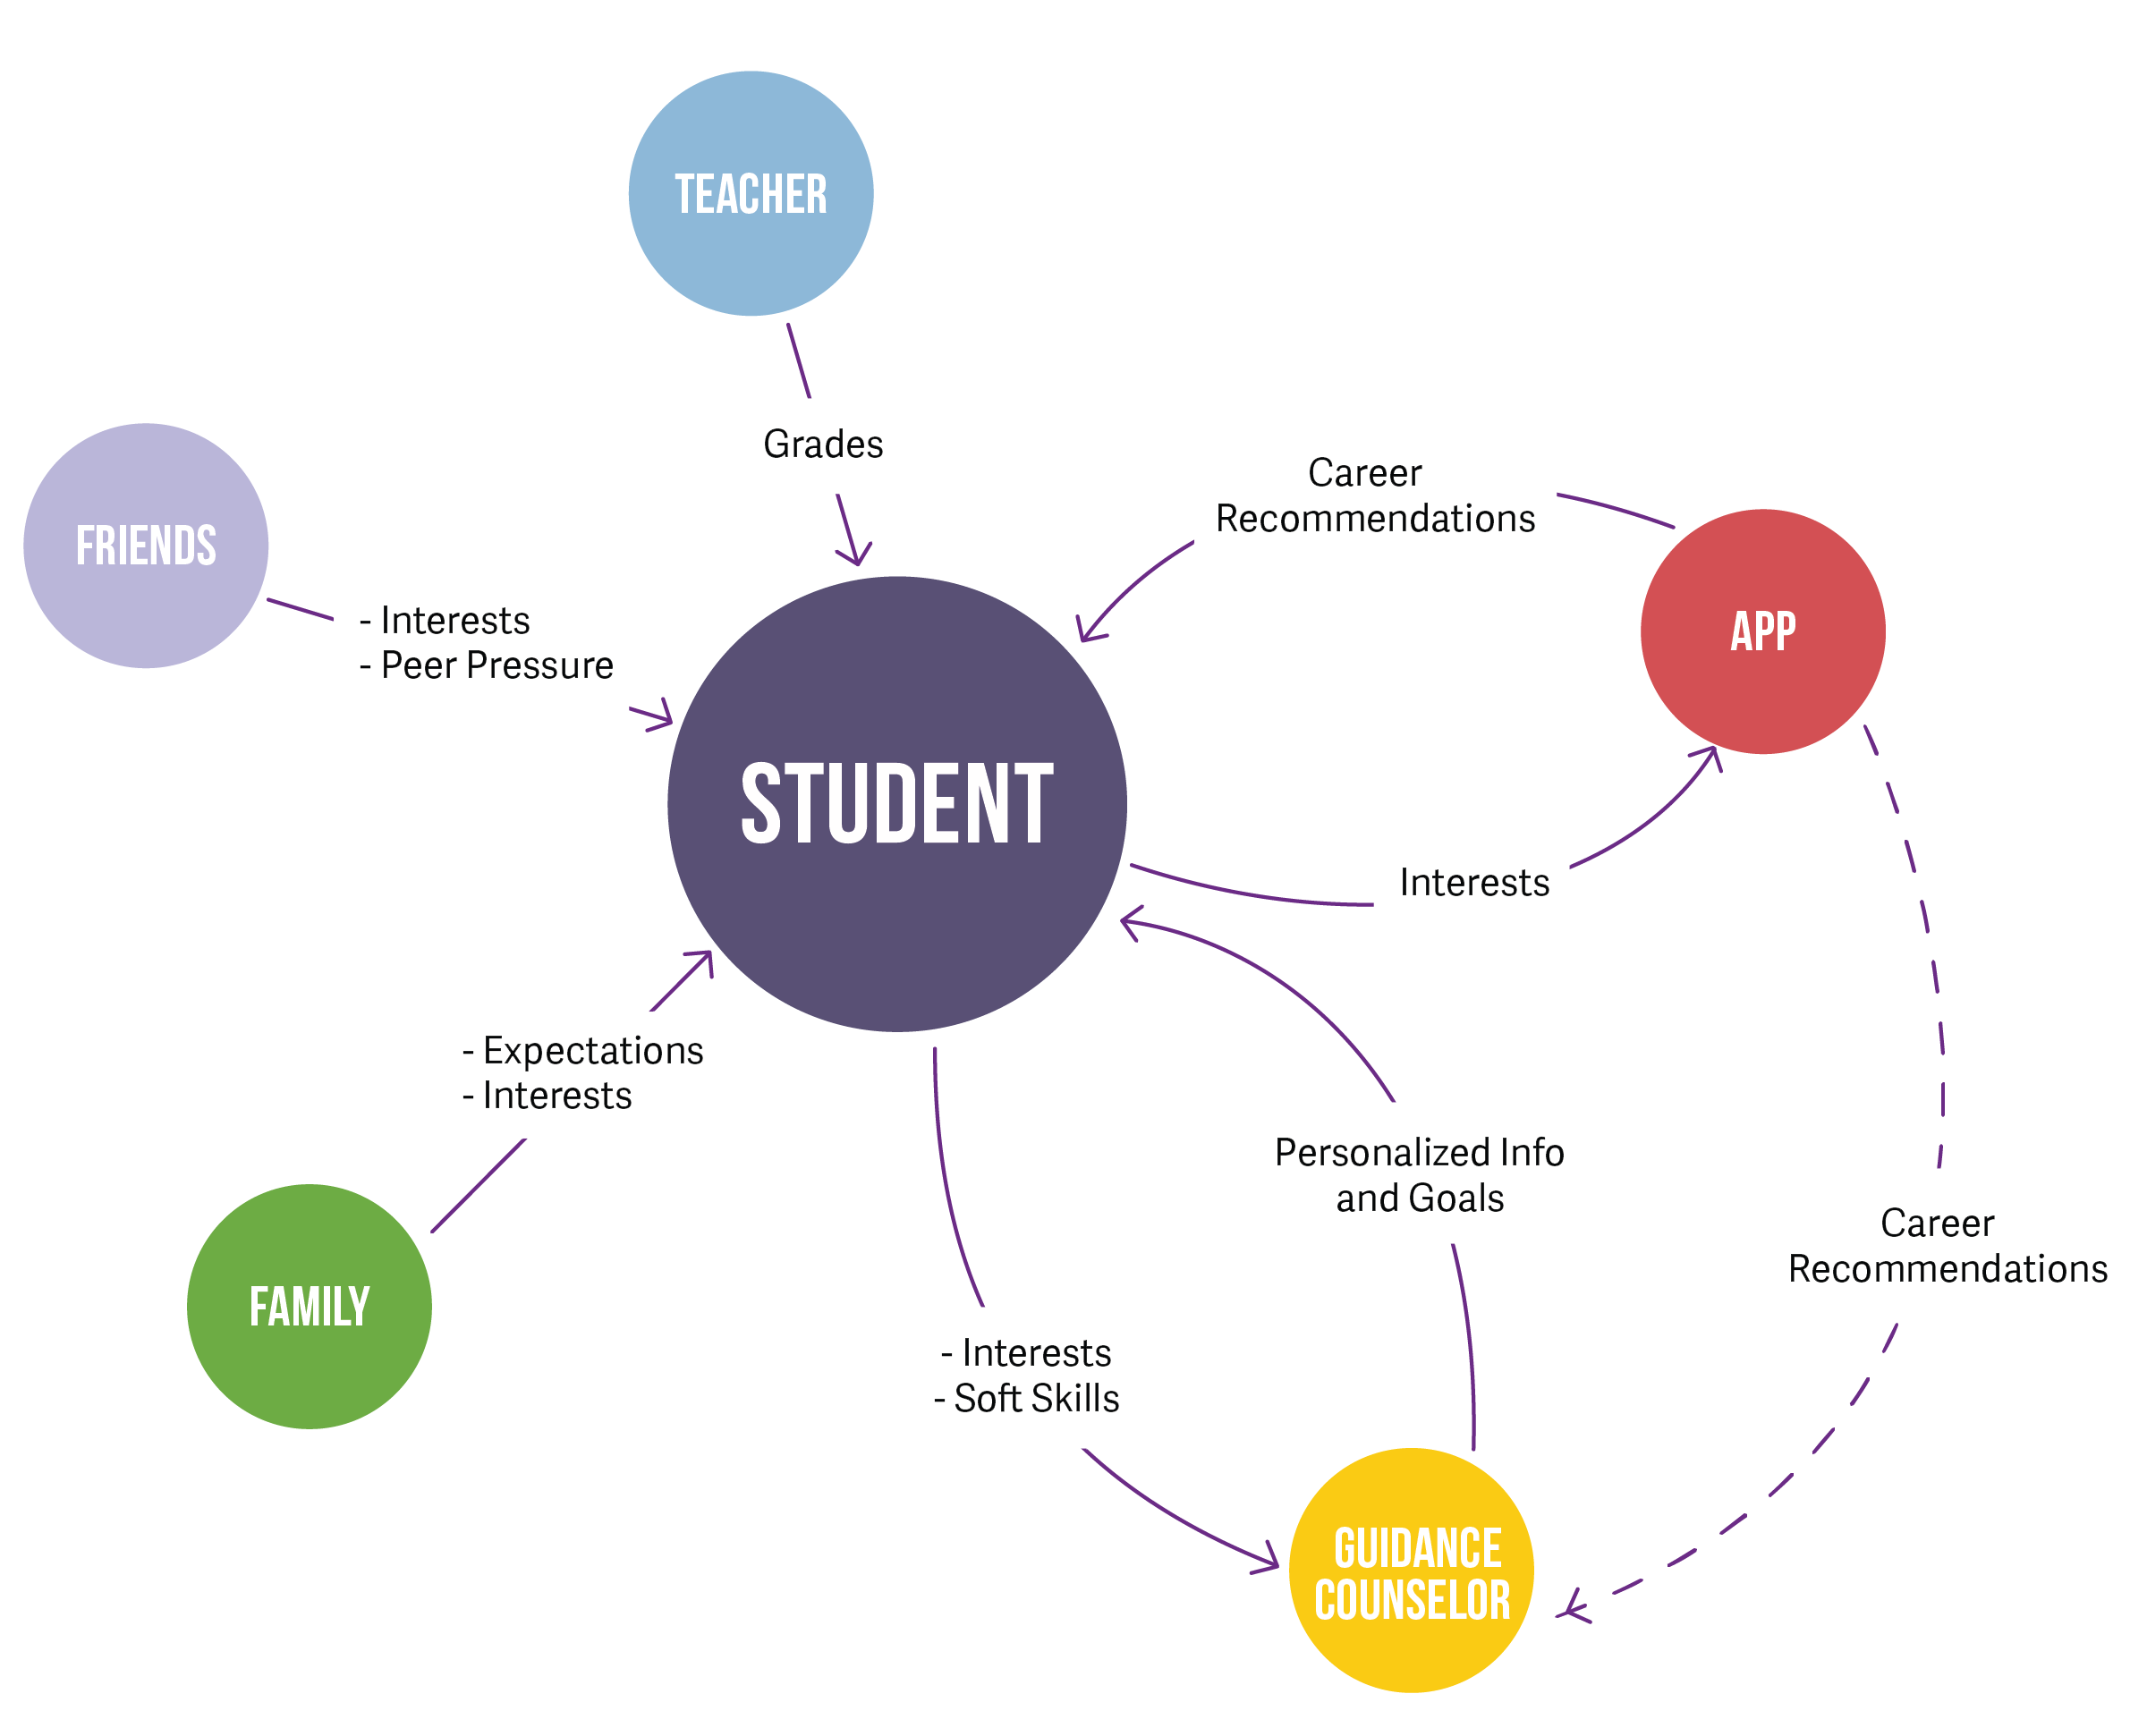 TEACHER
Grades
FRIENDS
- Interests
- Peer Pressure
Career
Recommendations
APP
STUDENT
Interests
- Expectations
- Interests
FAMILY
Personalized Info
and Goals
Career
Recommendations
- Interests
- Soft Skills
GUIDANCE
COUNSELOR